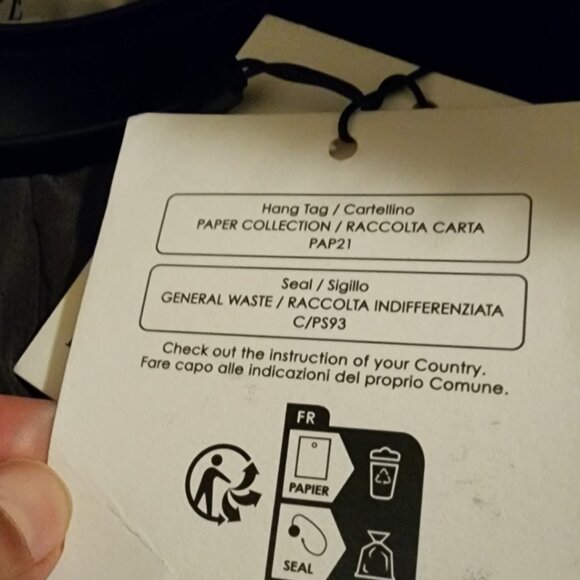 Hang Tag / Cartellino
PAPER COLLECTION / RACCOLTA CARTA
PAP21
Seal / Sigillo
GENERAL WASTE / RACCOLTA INDIFFERENZIATA
C/PS93
Check out the instruction of your Country.
Fare capo alle indicazioni del proprio Comune.
FR
PAPIER
SEAL